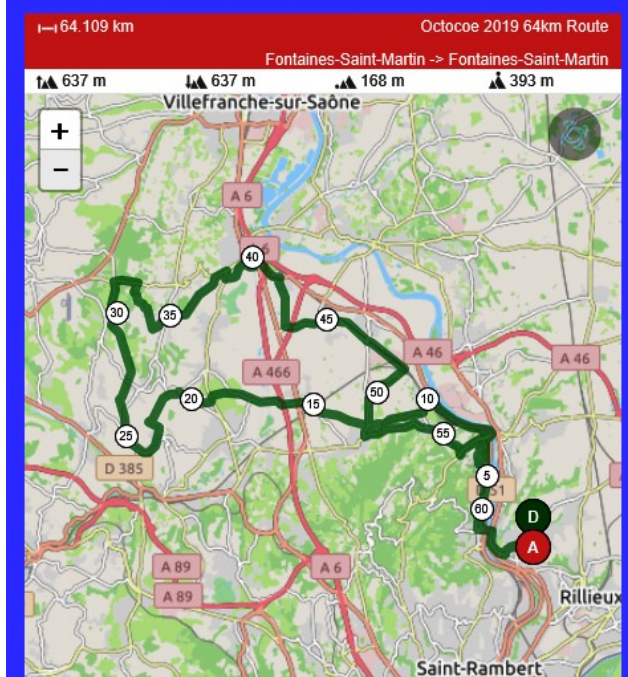 64.109 km
Octocoe 2019 64km Route
Fontaines-Saint-Martin -> Fontaines-Saint-Martin
637 m
637 m
168 m
393 m
Villefranche-sur-Saône
+
−
A 6
40
30
35
45
A 46
A 46
A 466
50
20
10
15
25
55
D 385
5
60
D
A
A 89
A 6
A 89
Rillieux
Saint-Rambert